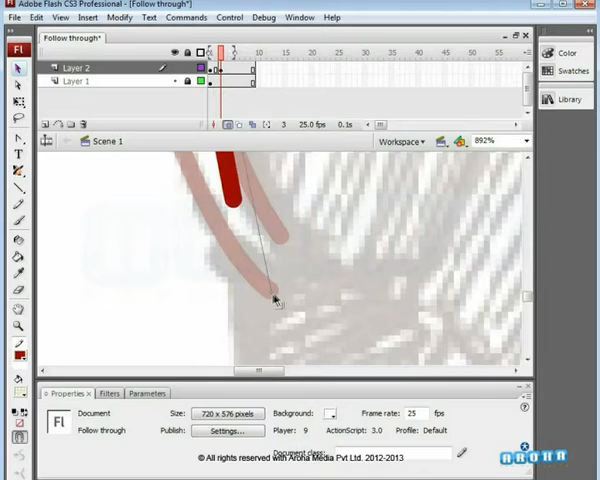 Adobe Flash CS3 Professional - [Follow through*]
File Edit View Insert Modify Text Commands Control Debug Window Help
Fl
Follow through*
Color
Swatches
Library
5 10 15 20 25 30 35 40 45 50 55
Layer 2
Layer 1
3 25.0 fps 0.1s
Scene 1 Workspace 892%
Properties × Filters Parameters
Fl Document Size: 720 x 576 pixels Background: Frame rate: 25 fps
Follow through Publish: Settings... Player: 9 ActionScript: 3.0 Profile: Default
Document class:
© All rights reserved with Aroha Media Pvt Ltd. 2012-2013
AROHA